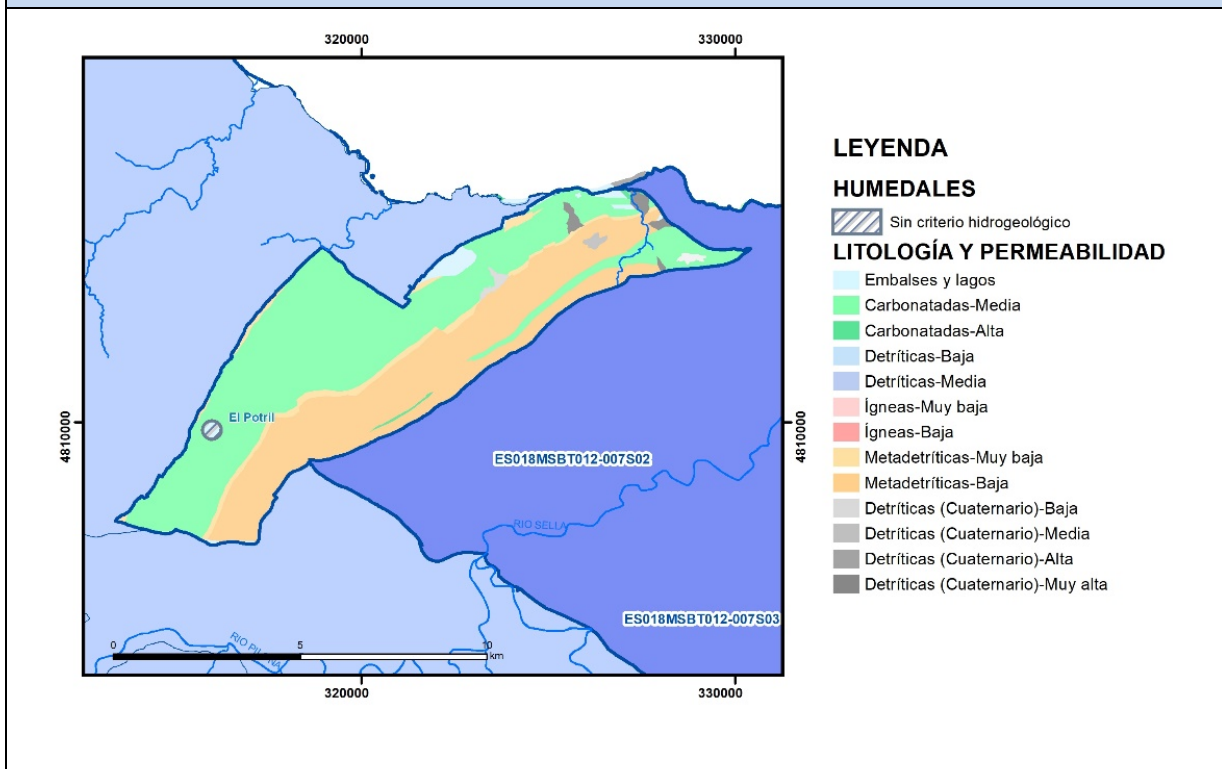 320000
330000
4810000
4810000
El Potril
ES018MSBT012-007S02
RIO SELLA
ES018MSBT012-007S03
RIO PILOÑA
0
5
10
km
320000
330000
LEYENDA
HUMEDALES
Sin criterio hidrogeológico
LITOLOGÍA Y PERMEABILIDAD
Embalses y lagos
Carbonatadas-Media
Carbonatadas-Alta
Detríticas-Baja
Detríticas-Media
Ígneas-Muy baja
Ígneas-Baja
Metadetríticas-Muy baja
Metadetríticas-Baja
Detríticas (Cuaternario)-Baja
Detríticas (Cuaternario)-Media
Detríticas (Cuaternario)-Alta
Detríticas (Cuaternario)-Muy alta